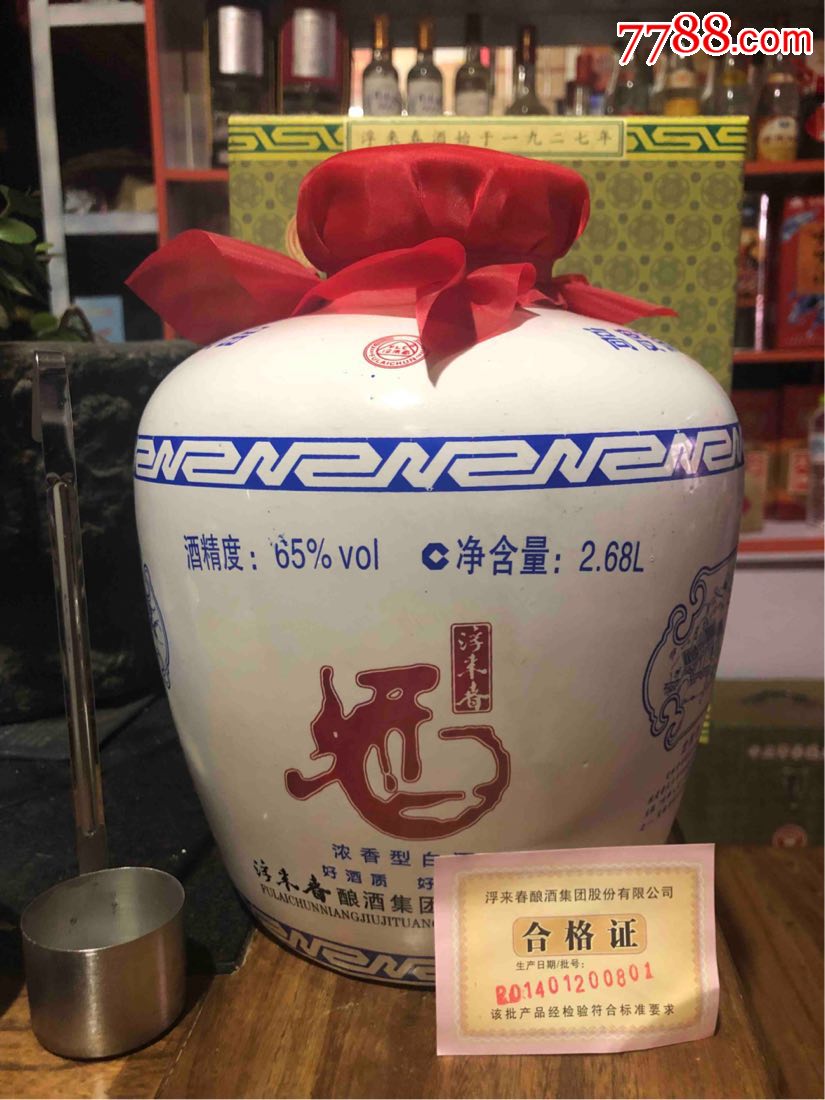 7788.com
浮来春酒始于一九二七年
酒精度：65%vol 净含量：2.68L
浮来春
酒
浓香型白酒
好酒质 好
浮来春酿酒集团
FULAICHUNNIANGJIUJITUANG
浮来春酿酒集团股份有限公司
合格证
生产日期/批号：
RD1401200801
该批产品经检验符合标准要求